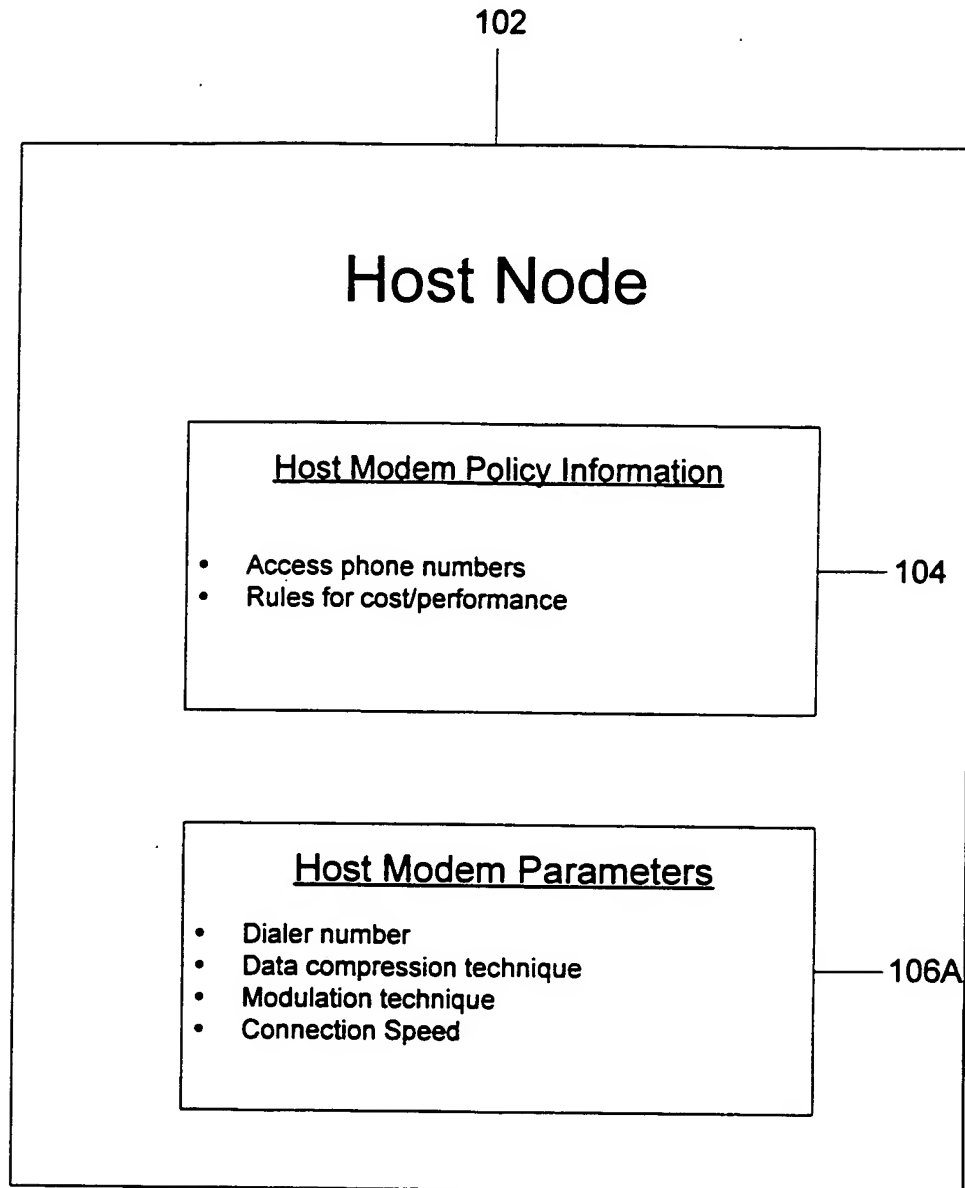 102
Host Node
Host Modem Policy Information
• Access phone numbers
• Rules for cost/performance
104
Host Modem Parameters
• Dialer number
• Data compression technique
• Modulation technique
• Connection Speed
106A